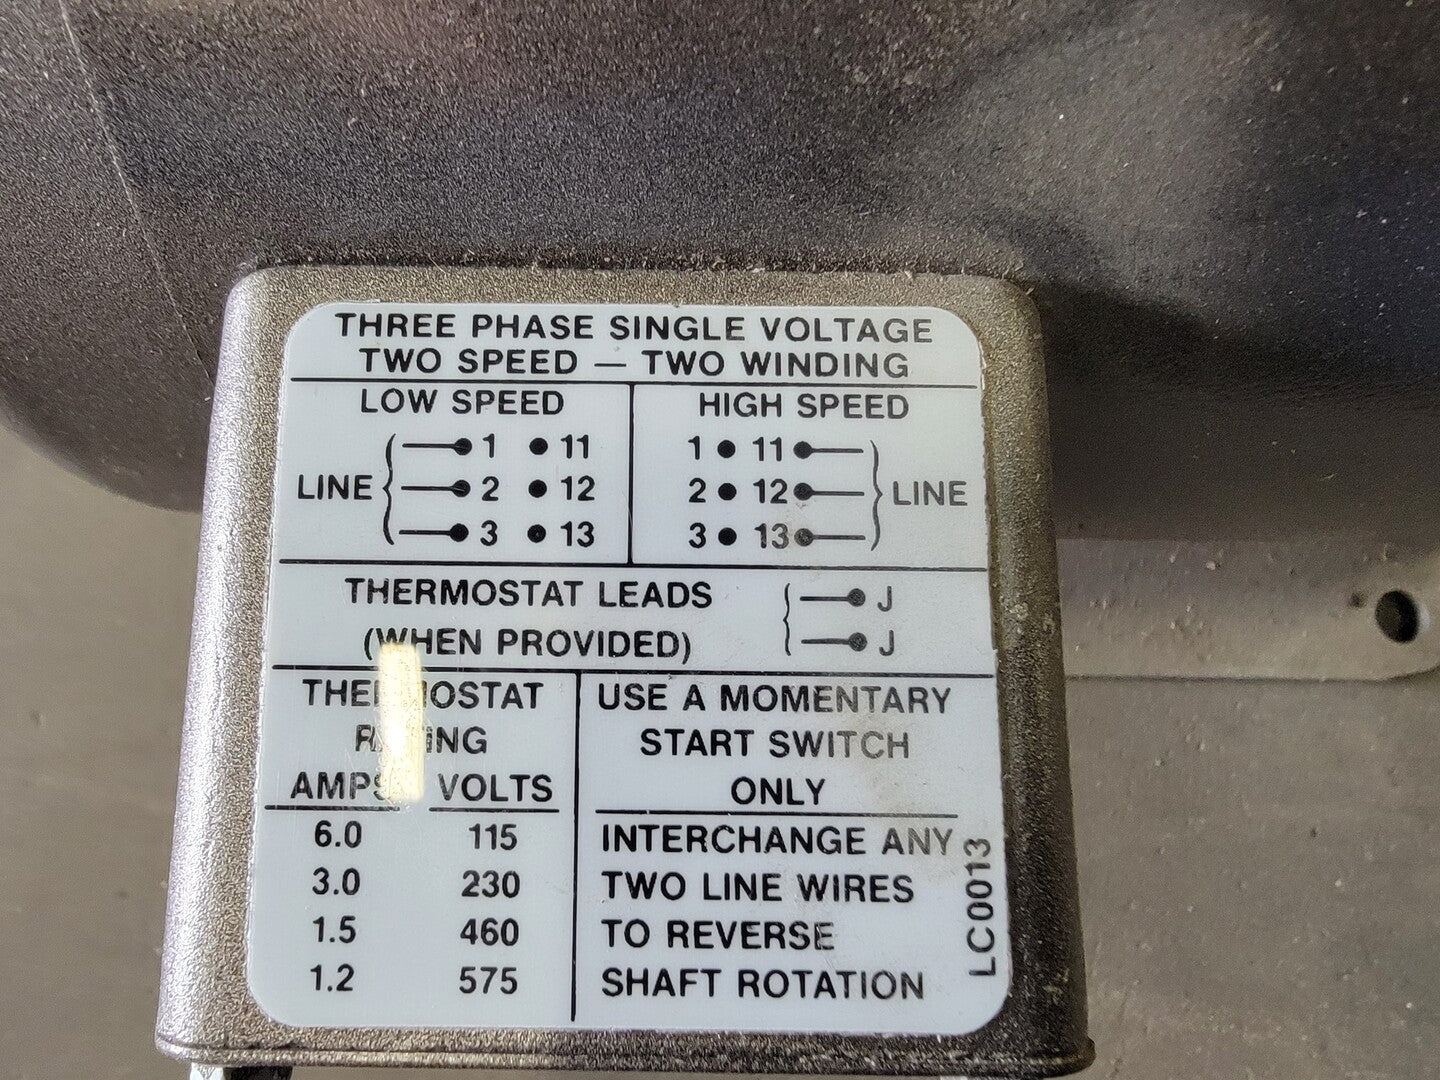 THREE PHASE SINGLE VOLTAGE
TWO SPEED — TWO WINDING
LOW SPEED
LINE
1 11
2 12
3 13
HIGH SPEED
1 11
2 12
3 13
LINE
THERMOSTAT LEADS
(WHEN PROVIDED)
J
J
THERMOSTAT
RATING
AMPS VOLTS
6.0 115
3.0 230
1.5 460
1.2 575
USE A MOMENTARY
START SWITCH
ONLY
INTERCHANGE ANY
TWO LINE WIRES
TO REVERSE
SHAFT ROTATION
LC0013